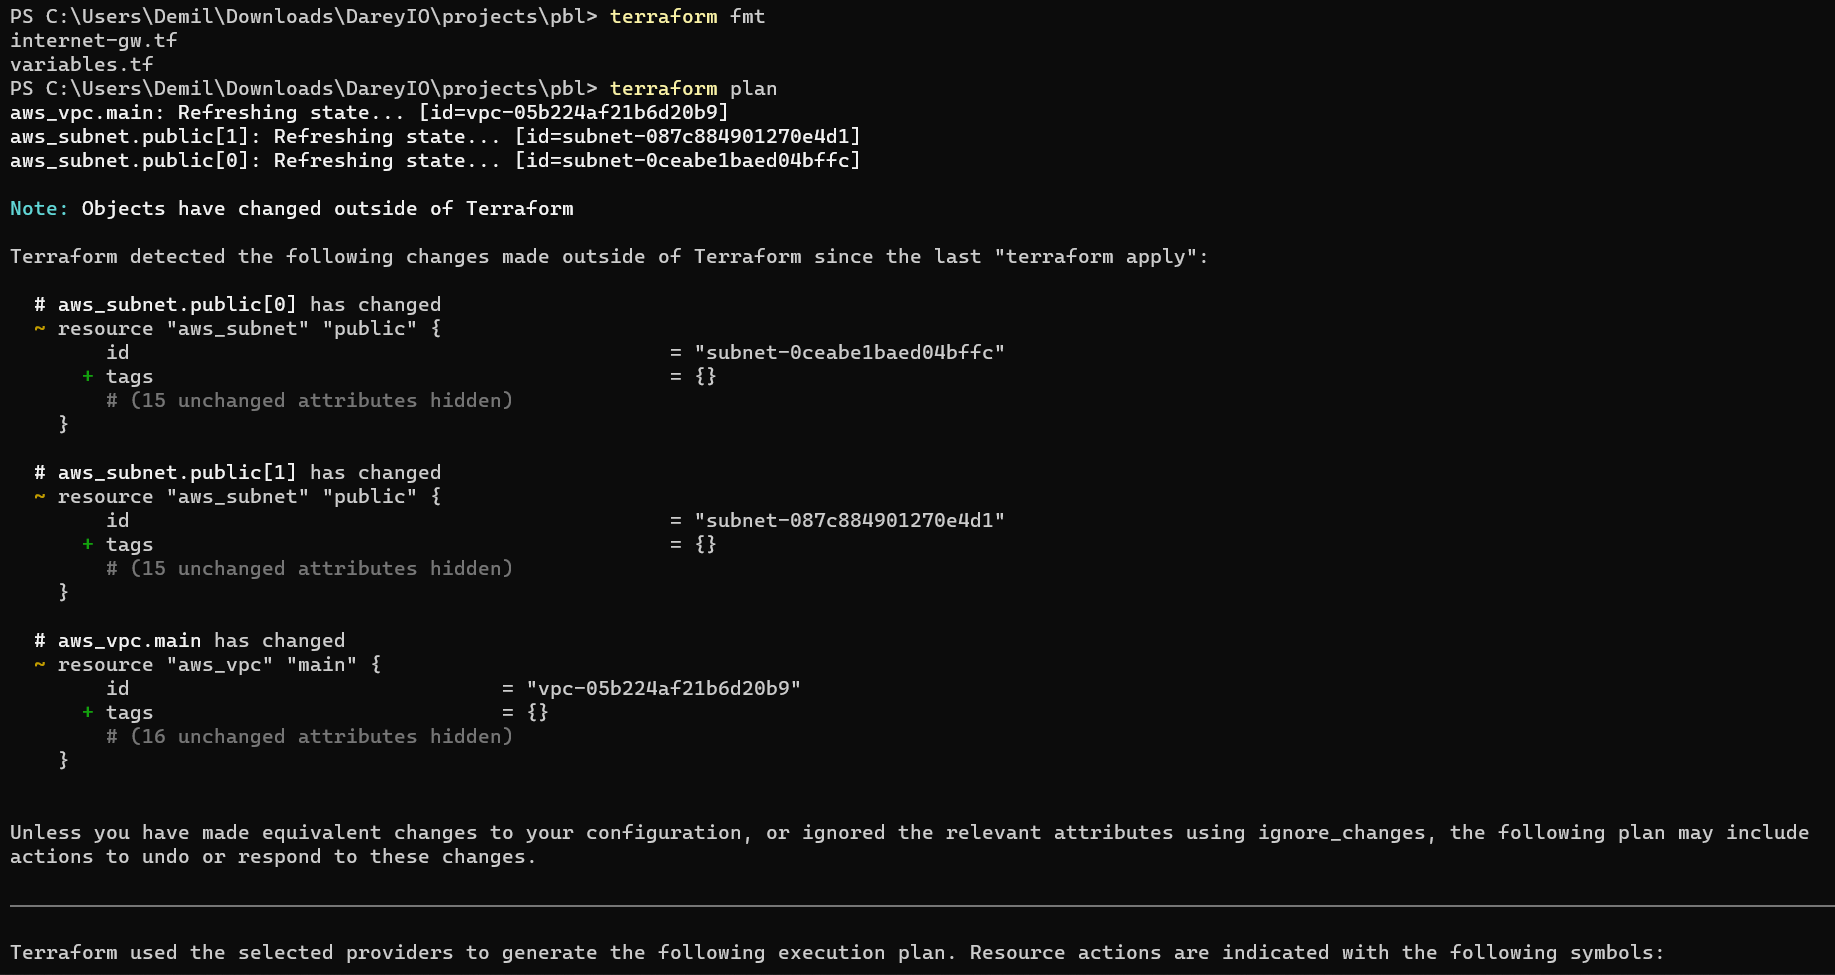 PS C:\Users\Demil\Downloads\DareyIO\projects\pbl> terraform fmt
internet-gw.tf
variables.tf
PS C:\Users\Demil\Downloads\DareyIO\projects\pbl> terraform plan
aws_vpc.main: Refreshing state... [id=vpc-05b224af21b6d20b9]
aws_subnet.public[1]: Refreshing state... [id=subnet-087c884901270e4d1]
aws_subnet.public[0]: Refreshing state... [id=subnet-0ceabe1baed04bffc]
Note: Objects have changed outside of Terraform
Terraform detected the following changes made outside of Terraform since the last "terraform apply":
# aws_subnet.public[0] has changed
~ resource "aws_subnet" "public" {
id = "subnet-0ceabe1baed04bffc"
+ tags = {}
# (15 unchanged attributes hidden)
}
# aws_subnet.public[1] has changed
~ resource "aws_subnet" "public" {
id = "subnet-087c884901270e4d1"
+ tags = {}
# (15 unchanged attributes hidden)
}
# aws_vpc.main has changed
~ resource "aws_vpc" "main" {
id = "vpc-05b224af21b6d20b9"
+ tags = {}
# (16 unchanged attributes hidden)
}
Unless you have made equivalent changes to your configuration, or ignored the relevant attributes using ignore_changes, the following plan may include
actions to undo or respond to these changes.
Terraform used the selected providers to generate the following execution plan. Resource actions are indicated with the following symbols: